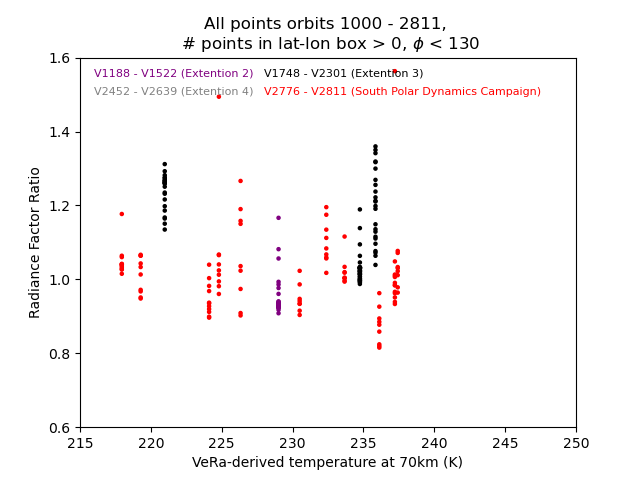 All points orbits 1000 - 2811,
# points in lat-lon box > 0, ϕ < 130
V1188 - V1522 (Extention 2) V1748 - V2301 (Extention 3)
V2452 - V2639 (Extention 4) V2776 - V2811 (South Polar Dynamics Campaign)
1.6
1.4
1.2
1.0
0.8
0.6
Radiance Factor Ratio
215 220 225 230 235 240 245 250
VeRa-derived temperature at 70km (K)